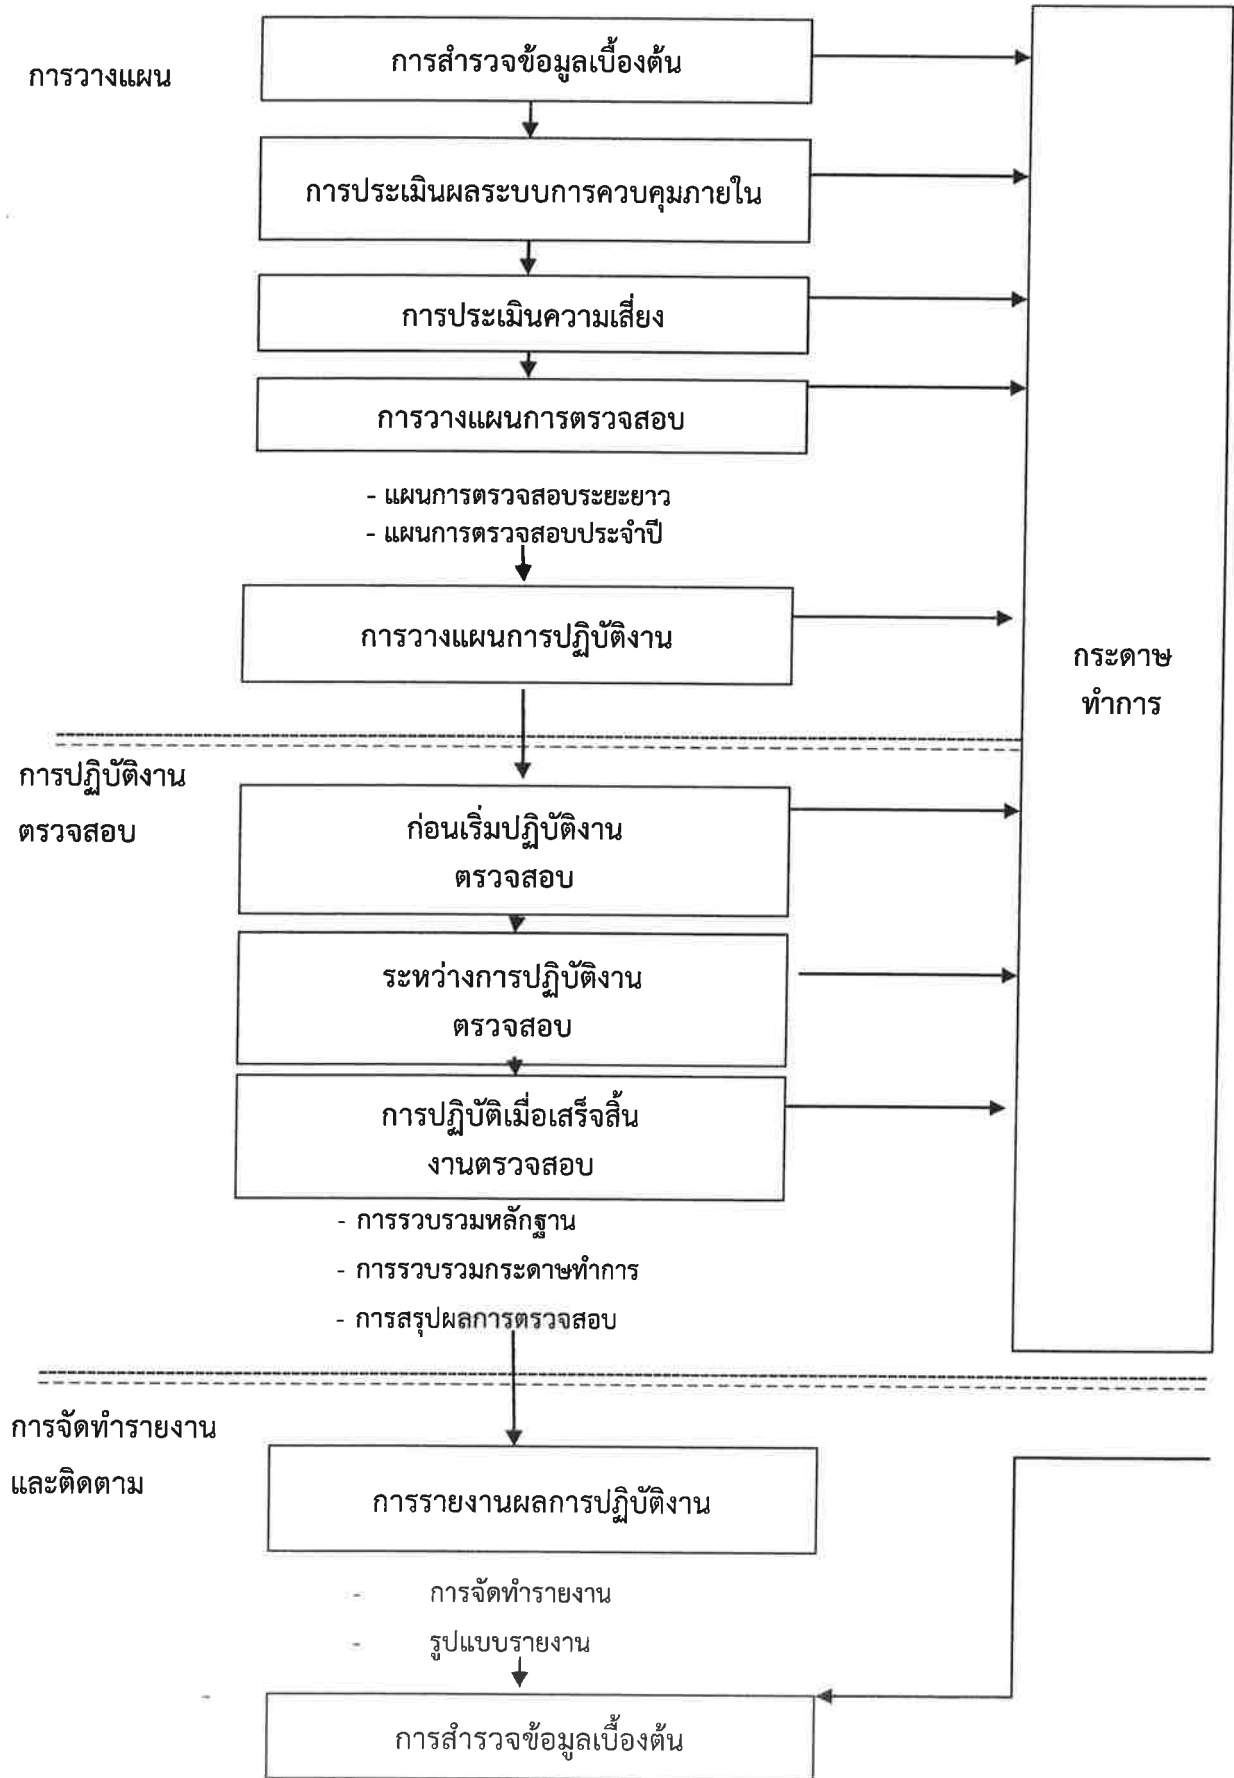 การวางแผน
การสำรวจข้อมูลเบื้องต้น
การประเมินผลระบบการควบคุมภายใน
การประเมินความเสี่ยง
การวางแผนการตรวจสอบ
- แผนการตรวจสอบระยะยาว
- แผนการตรวจสอบประจำปี
การวางแผนการปฏิบัติงาน
กระดาษ
ทำการ
การปฏิบัติงาน
ตรวจสอบ
ก่อนเริ่มปฏิบัติงาน
ตรวจสอบ
ระหว่างการปฏิบัติงาน
ตรวจสอบ
การปฏิบัติเมื่อเสร็จสิ้น
งานตรวจสอบ
- การรวบรวมหลักฐาน
- การรวบรวมกระดาษทำการ
- การสรุปผลการตรวจสอบ
การจัดทำรายงาน
และติดตาม
การรายงานผลการปฏิบัติงาน
- การจัดทำรายงาน
- รูปแบบรายงาน
-
การสำรวจข้อมูลเบื้องต้น